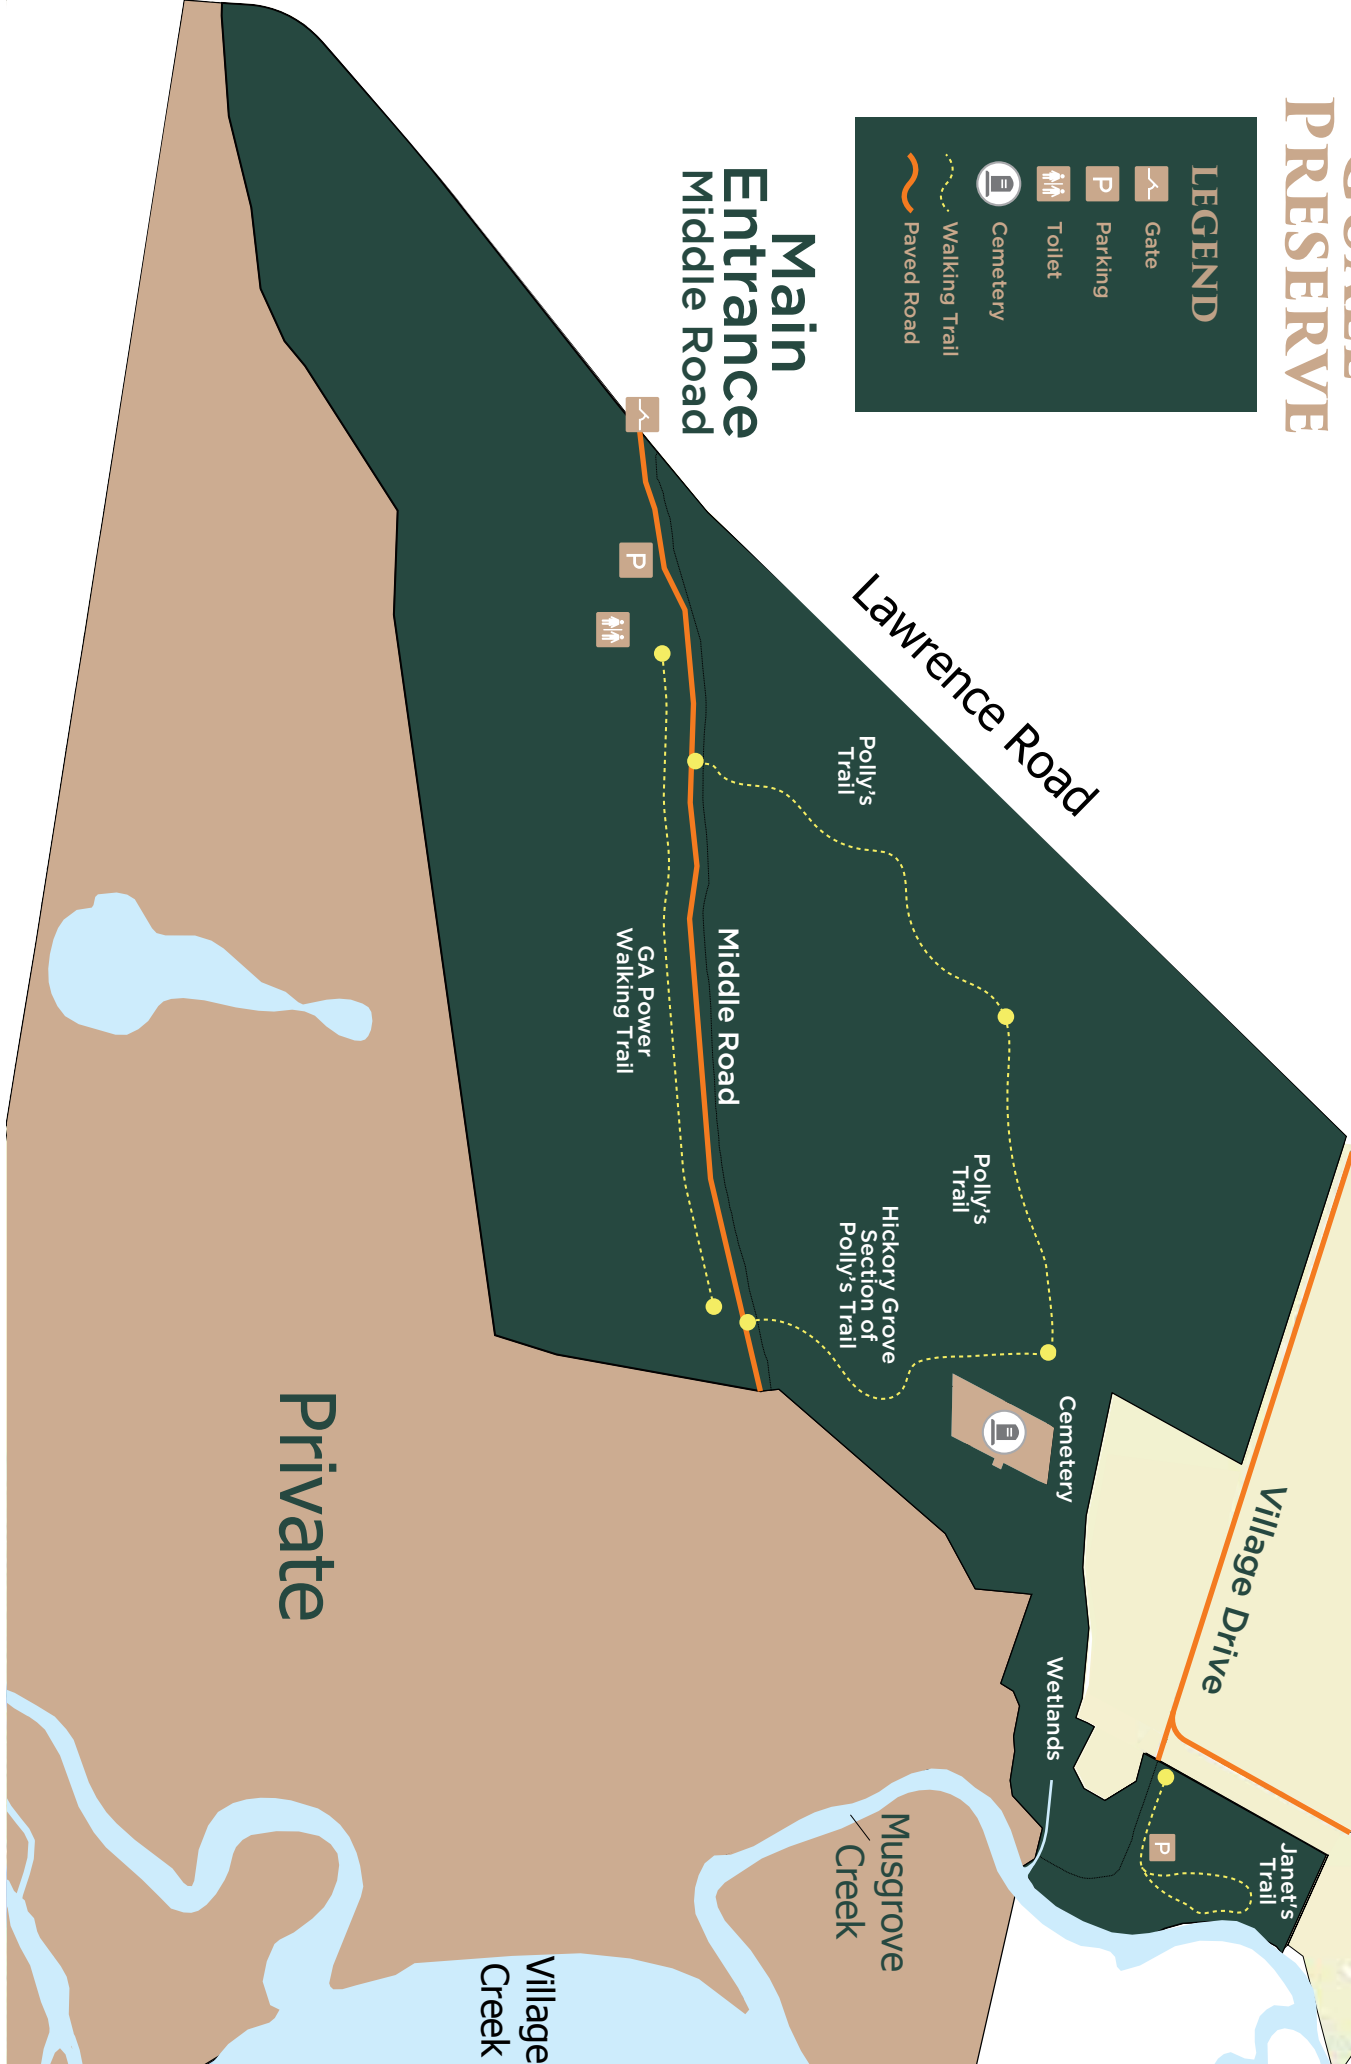 PRESERVE
LEGEND
Gate
P
Parking
Toilet
Cemetery
Walking Trail
Paved Road
Main
Entrance
Middle Road
Lawrence Road
P
Polly's
Trail
Middle Road
GA Power
Walking Trail
Polly's
Trail
Hickory Grove
Section of
Polly's Trail
Cemetery
Village Drive
Wetlands
P
Janet's
Trail
Private
Musgrove
Creek
Village
Creek